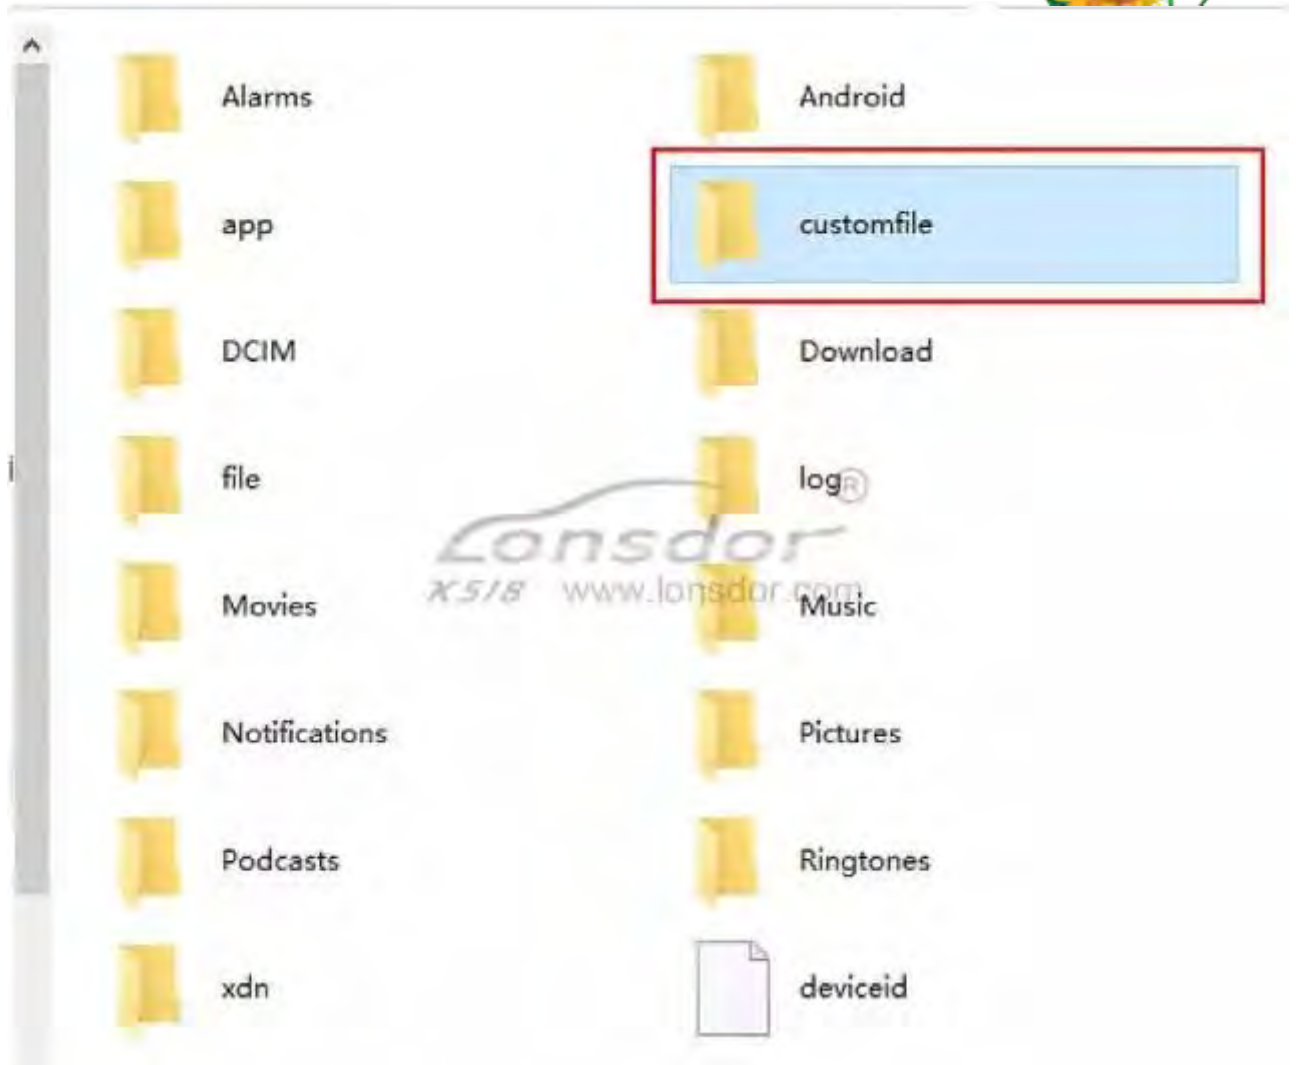 Alarms
Android
app
customfile
DCIM
Download
file
log
®
Lonsdor
K518 www.lonsdor.com
Movies
Music
Notifications
Pictures
Podcasts
Ringtones
xdn
deviceid